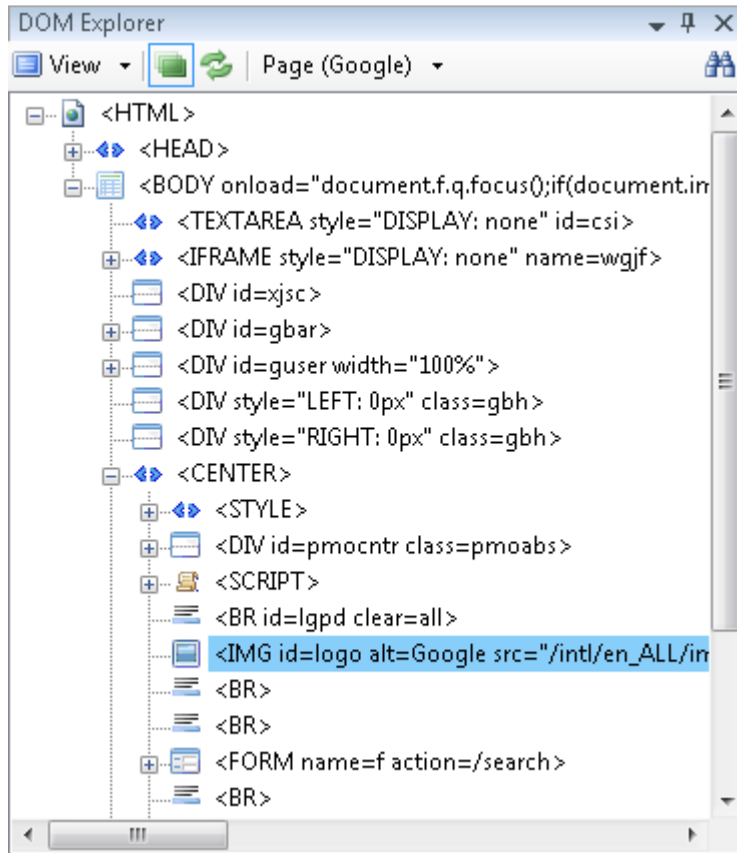 DOM Explorer
View Page (Google)
<HTML>
<HEAD>
<BODY onload="document.f.q.focus();if(document.im
<TEXTAREA style="DISPLAY: none" id=csi>
<IFRAME style="DISPLAY: none" name=wgjf>
<DIV id=xjsc>
<DIV id=gbar>
<DIV id=guser width="100%">
<DIV style="LEFT: 0px" class=gbh>
<DIV style="RIGHT: 0px" class=gbh>
<CENTER>
<STYLE>
<DIV id=pmocntr class=pmoabs>
<SCRIPT>
<BR id=lgpd clear=all>
<IMG id=logo alt=Google src="/intl/en_ALL/im
<BR>
<BR>
<FORM name=f action=/search>
<BR>